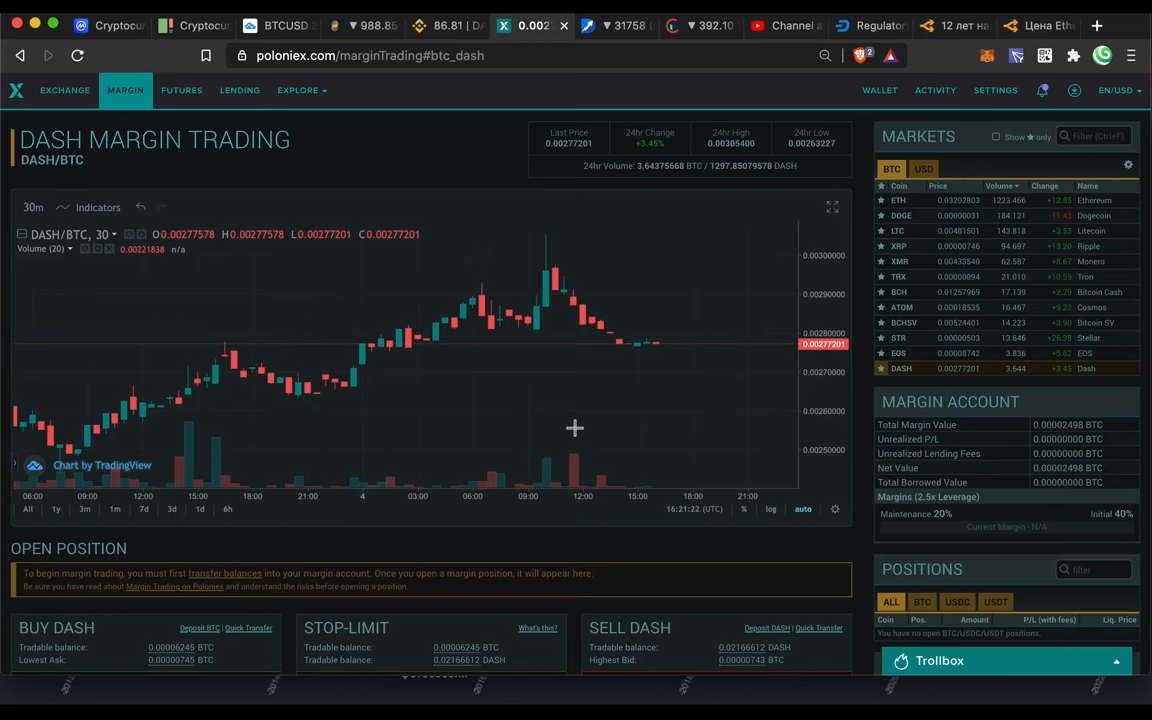 Cryptocur
Cryptocur
BTCUSD 3
▼ 988.85
86.81 | DA
0.002
▼ 31758 (
▼ 392.10
Channel a
Regulator
12 лет на
Цена Eth
poloniex.com/marginTrading#btc_dash
2
EXCHANGE MARGIN FUTURES LENDING EXPLORE WALLET ACTIVITY SETTINGS EN/USD
DASH MARGIN TRADING
DASH/BTC
Last Price 24hr Change 24hr High 24hr Low
0.00277201 +3.45% 0.00305400 0.00263227
24hr Volume: 3.64375668 BTC / 1297.85079578 DASH
30m Indicators
DASH/BTC, 30 O0.00277578 H0.00277578 L0.00277201 C0.00277201
Volume (20) 0.00221838 n/a
0.00300000
0.00290000
0.00280000
0.00277201
0.00270000
0.00260000
0.00250000
Chart by TradingView
06:00 09:00 12:00 15:00 18:00 21:00 4 03:00 06:00 09:00 12:00 15:00 18:00 21:00
All 1y 3m 1m 7d 3d 1d 6h 16:21:22 (UTC) % log auto
MARKETS Show ★ only Filter (Ctrl+F)
BTC USD
Coin Price Volume Change Name
ETH 0.03202803 1223.466 +12.85 Ethereum
DOGE 0.00000031 184.121 -11.43 Dogecoin
LTC 0.00481501 143.818 +3.53 Litecoin
XRP 0.00000746 94.697 +13.20 Ripple
XMR 0.00433540 62.587 +8.67 Monero
TRX 0.00000094 21.010 +10.59 Tron
BCH 0.01257969 17.139 +2.29 Bitcoin Cash
ATOM 0.00018535 16.467 +9.22 Cosmos
BCHSV 0.00524401 14.223 +3.90 Bitcoin SV
STR 0.00000503 13.646 +26.38 Stellar
EOS 0.00008742 3.836 +5.62 EOS
DASH 0.00277201 3.644 +3.45 Dash
MARGIN ACCOUNT
Total Margin Value 0.00002498 BTC
Unrealized P/L 0.00000000 BTC
Unrealized Lending Fees 0.00000000 BTC
Net Value 0.00002498 BTC
Total Borrowed Value 0.00000000 BTC
Margins (2.5x Leverage)
Maintenance 20% Initial 40%
Current Margin - N/A
OPEN POSITION
To begin margin trading, you must first transfer balances into your margin account. Once you open a margin position, it will appear here.
Be sure you have read about Margin Trading on Poloniex and understand the risks before opening a position.
POSITIONS filter
ALL BTC USDC USDT
Coin Pos. Amount P/L (with fees) Liq. Price
You have no open BTC/USDC/USDT positions.
BUY DASH Deposit BTC | Quick Transfer
Tradable balance: 0.00006245 BTC
Lowest Ask: 0.00000745 BTC
STOP-LIMIT What's this?
Tradable balance: 0.00006245 BTC
Tradable balance: 0.02166612 DASH
SELL DASH Deposit DASH | Quick Transfer
Tradable balance: 0.02166612 DASH
Highest Bid: 0.00000743 BTC
Trollbox